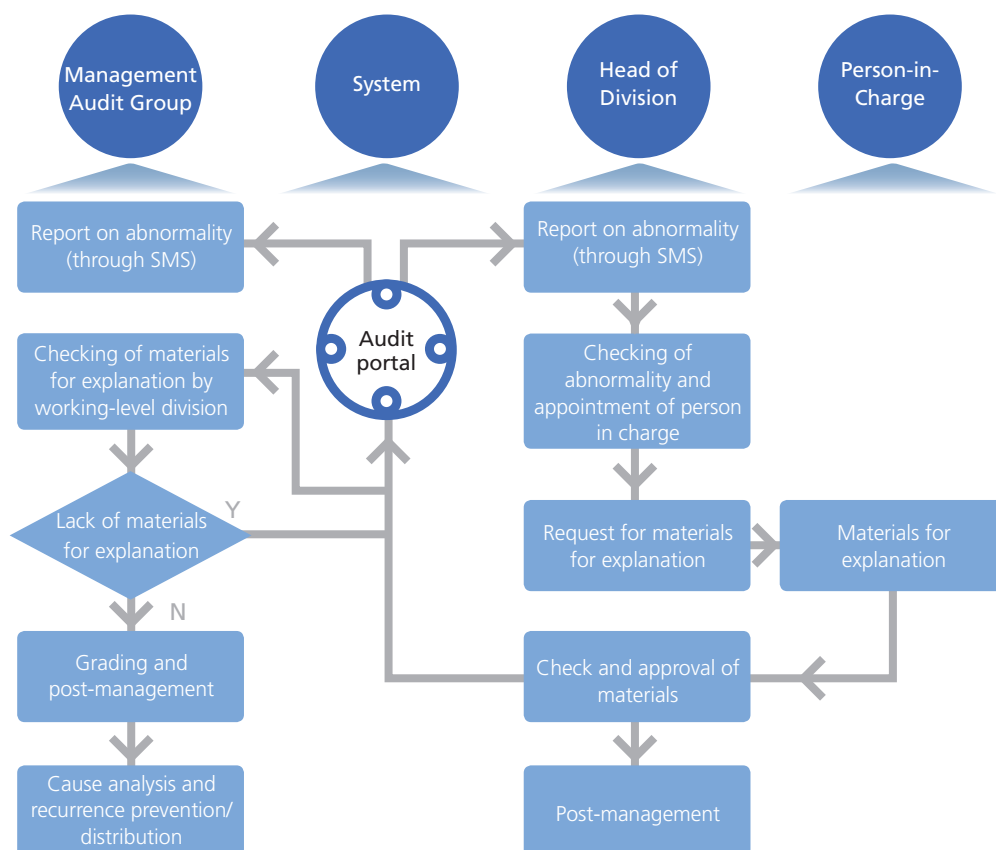 Management
Audit Group
System
Head of
Division
Person-in-
Charge
Report on abnormality
(through SMS)
Report on abnormality
(through SMS)
Audit
portal
Checking of materials
for explanation by
working-level division
Checking of
abnormality and
appointment of person
in charge
Lack of materials
for explanation
Y
N
Request for materials
for explanation
Materials for
explanation
Grading and
post-management
Check and approval of
materials
Cause analysis and
recurrence prevention/
distribution
Post-management